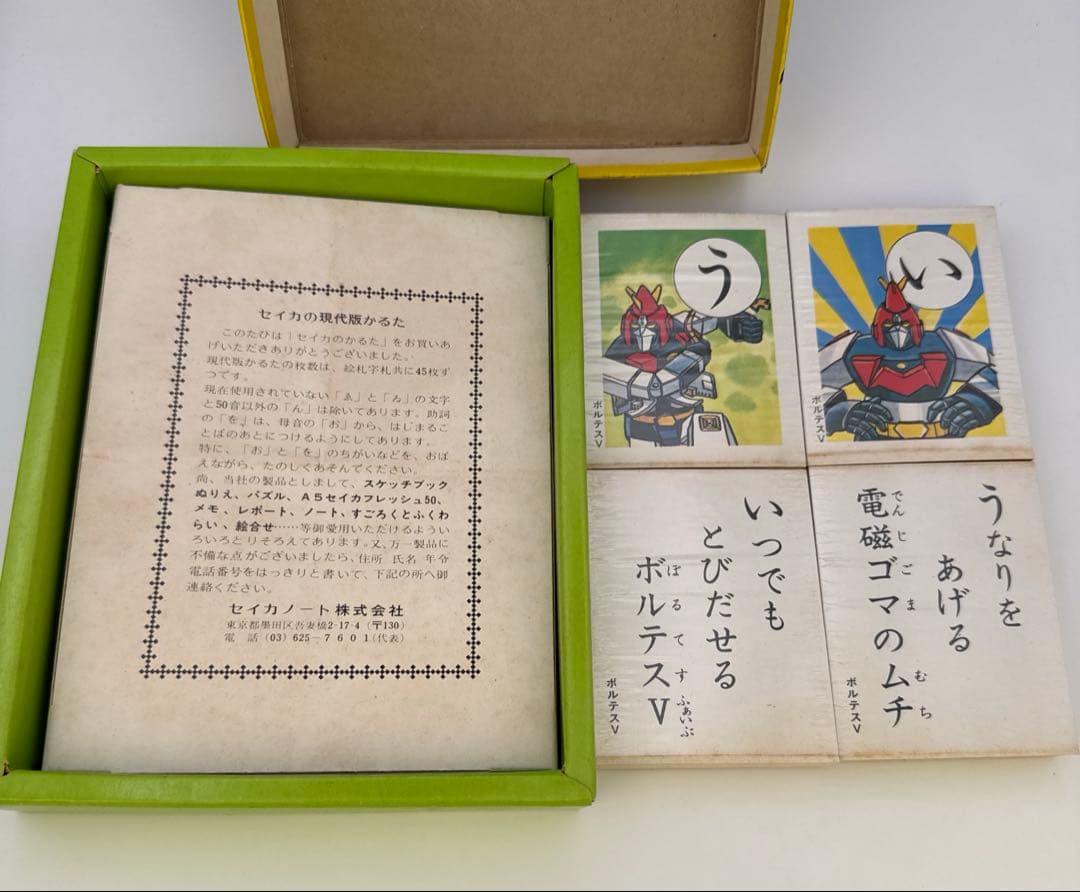 セイカの現代版かるた
このたびは「セイカのかるた」をお買いあ
げいただきありがとうございました。
現代版かるたの枚数は、絵札字札共に45枚ず
つです。
現在使用されていない「ゑ」と「ゐ」の文字
と50音以外の「ん」は除いてあります。助詞
の「を」は、母音の「お」から、はじまるこ
とばのあとにつけるようにしてあります。
特に、「お」と「を」のちがいなどを、おぼ
えながら、たのしくあそんでください。
尚、当社の製品としまして、スケッチブック
ぬりえ、パズル、A5セイカフレッシュ50、
メモ、レポート、ノート、すごろくとふくわ
らい、絵合せ……等御愛用いただけるようい
ろいろとりそろえてあります。又、万一製品に
不備な点がございましたら、住所 氏名 年令
電話番号をはっきりと書いて、下記の所へ御
連絡ください。
セイカノート株式会社
東京都墨田区吾妻橋2-17-4(〒130)
電 話 (03) 625-7601(代表)
う
ボルテスV
い
ボルテスV
いつでも
とびだせる
ボルテスV
ぼるてすふぁいぶ
ボルテスV
うなりを
あげる
電磁ゴマのムチ
でんじごまむち
ボルテスV